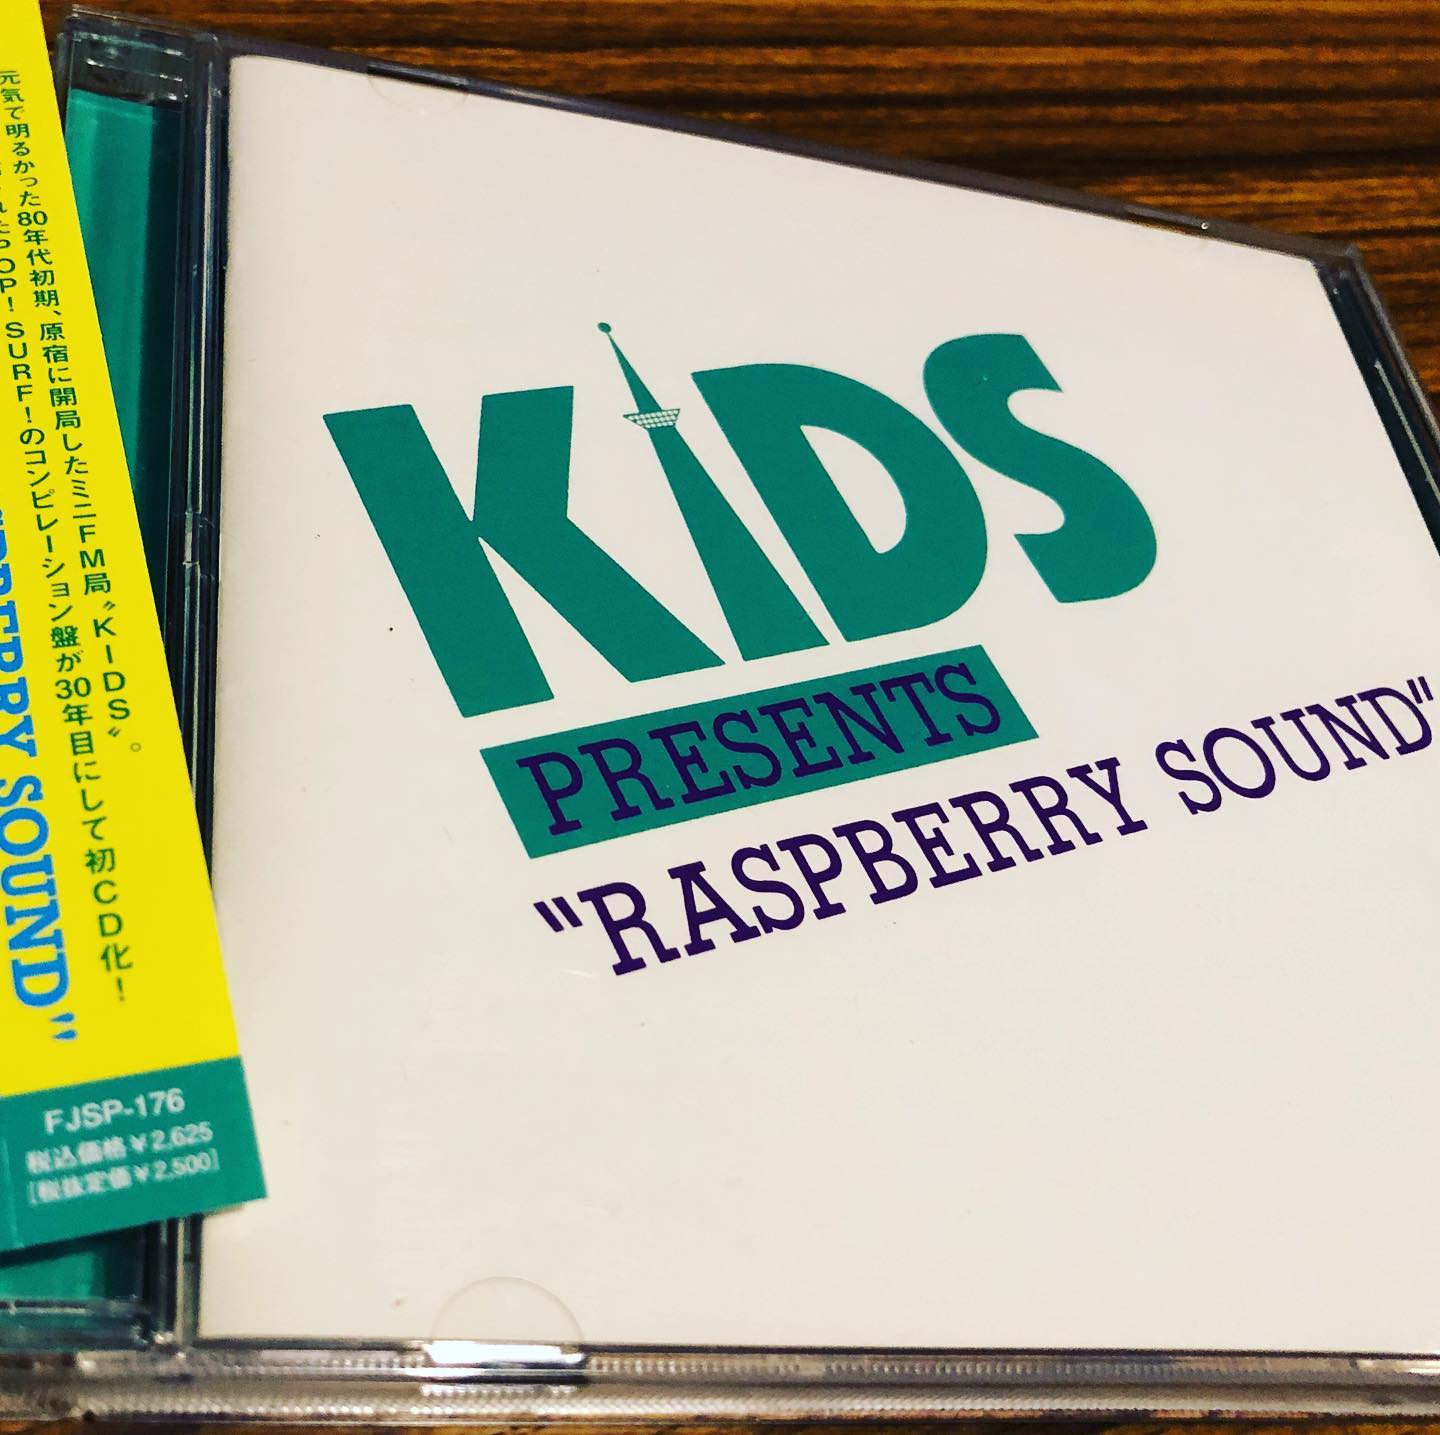 KiDS
PRESENTS
"RASPBERRY SOUND"
元気で明るかった80年代初期、原宿に開局したミニFM局〝KIDS〟。
POP!SURF!のコンピレーション盤が30年目にして初CD化!
SOUND"
FJSP-176
税込価格¥2,625
[税抜定価¥2,500]